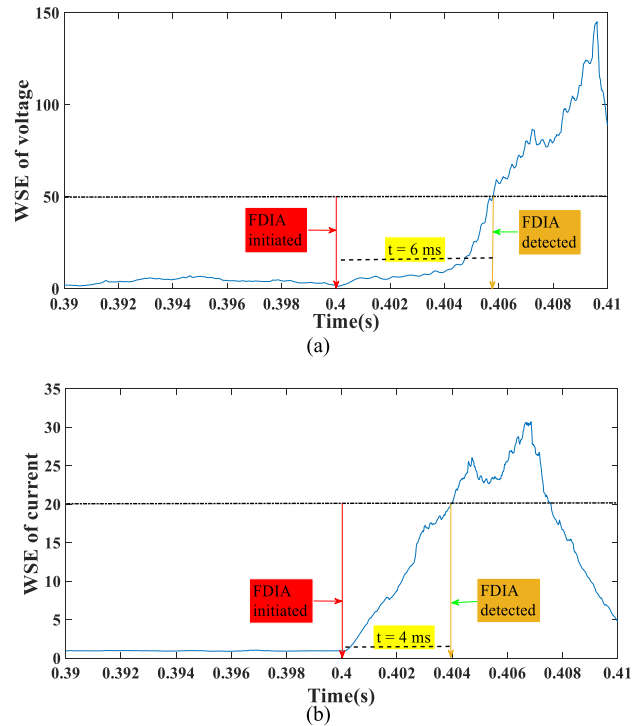 150
100
50
0
WSE of voltage
FDIA
initiated
t = 6 ms
FDIA
detected
0.39 0.392 0.394 0.396 0.398 0.4 0.402 0.404 0.406 0.408 0.41
Time(s)
(a)
35
30
25
20
15
10
5
0
WSE of current
FDIA
initiated
t = 4 ms
FDIA
detected
0.39 0.392 0.394 0.396 0.398 0.4 0.402 0.404 0.406 0.408 0.41
Time(s)
(b)